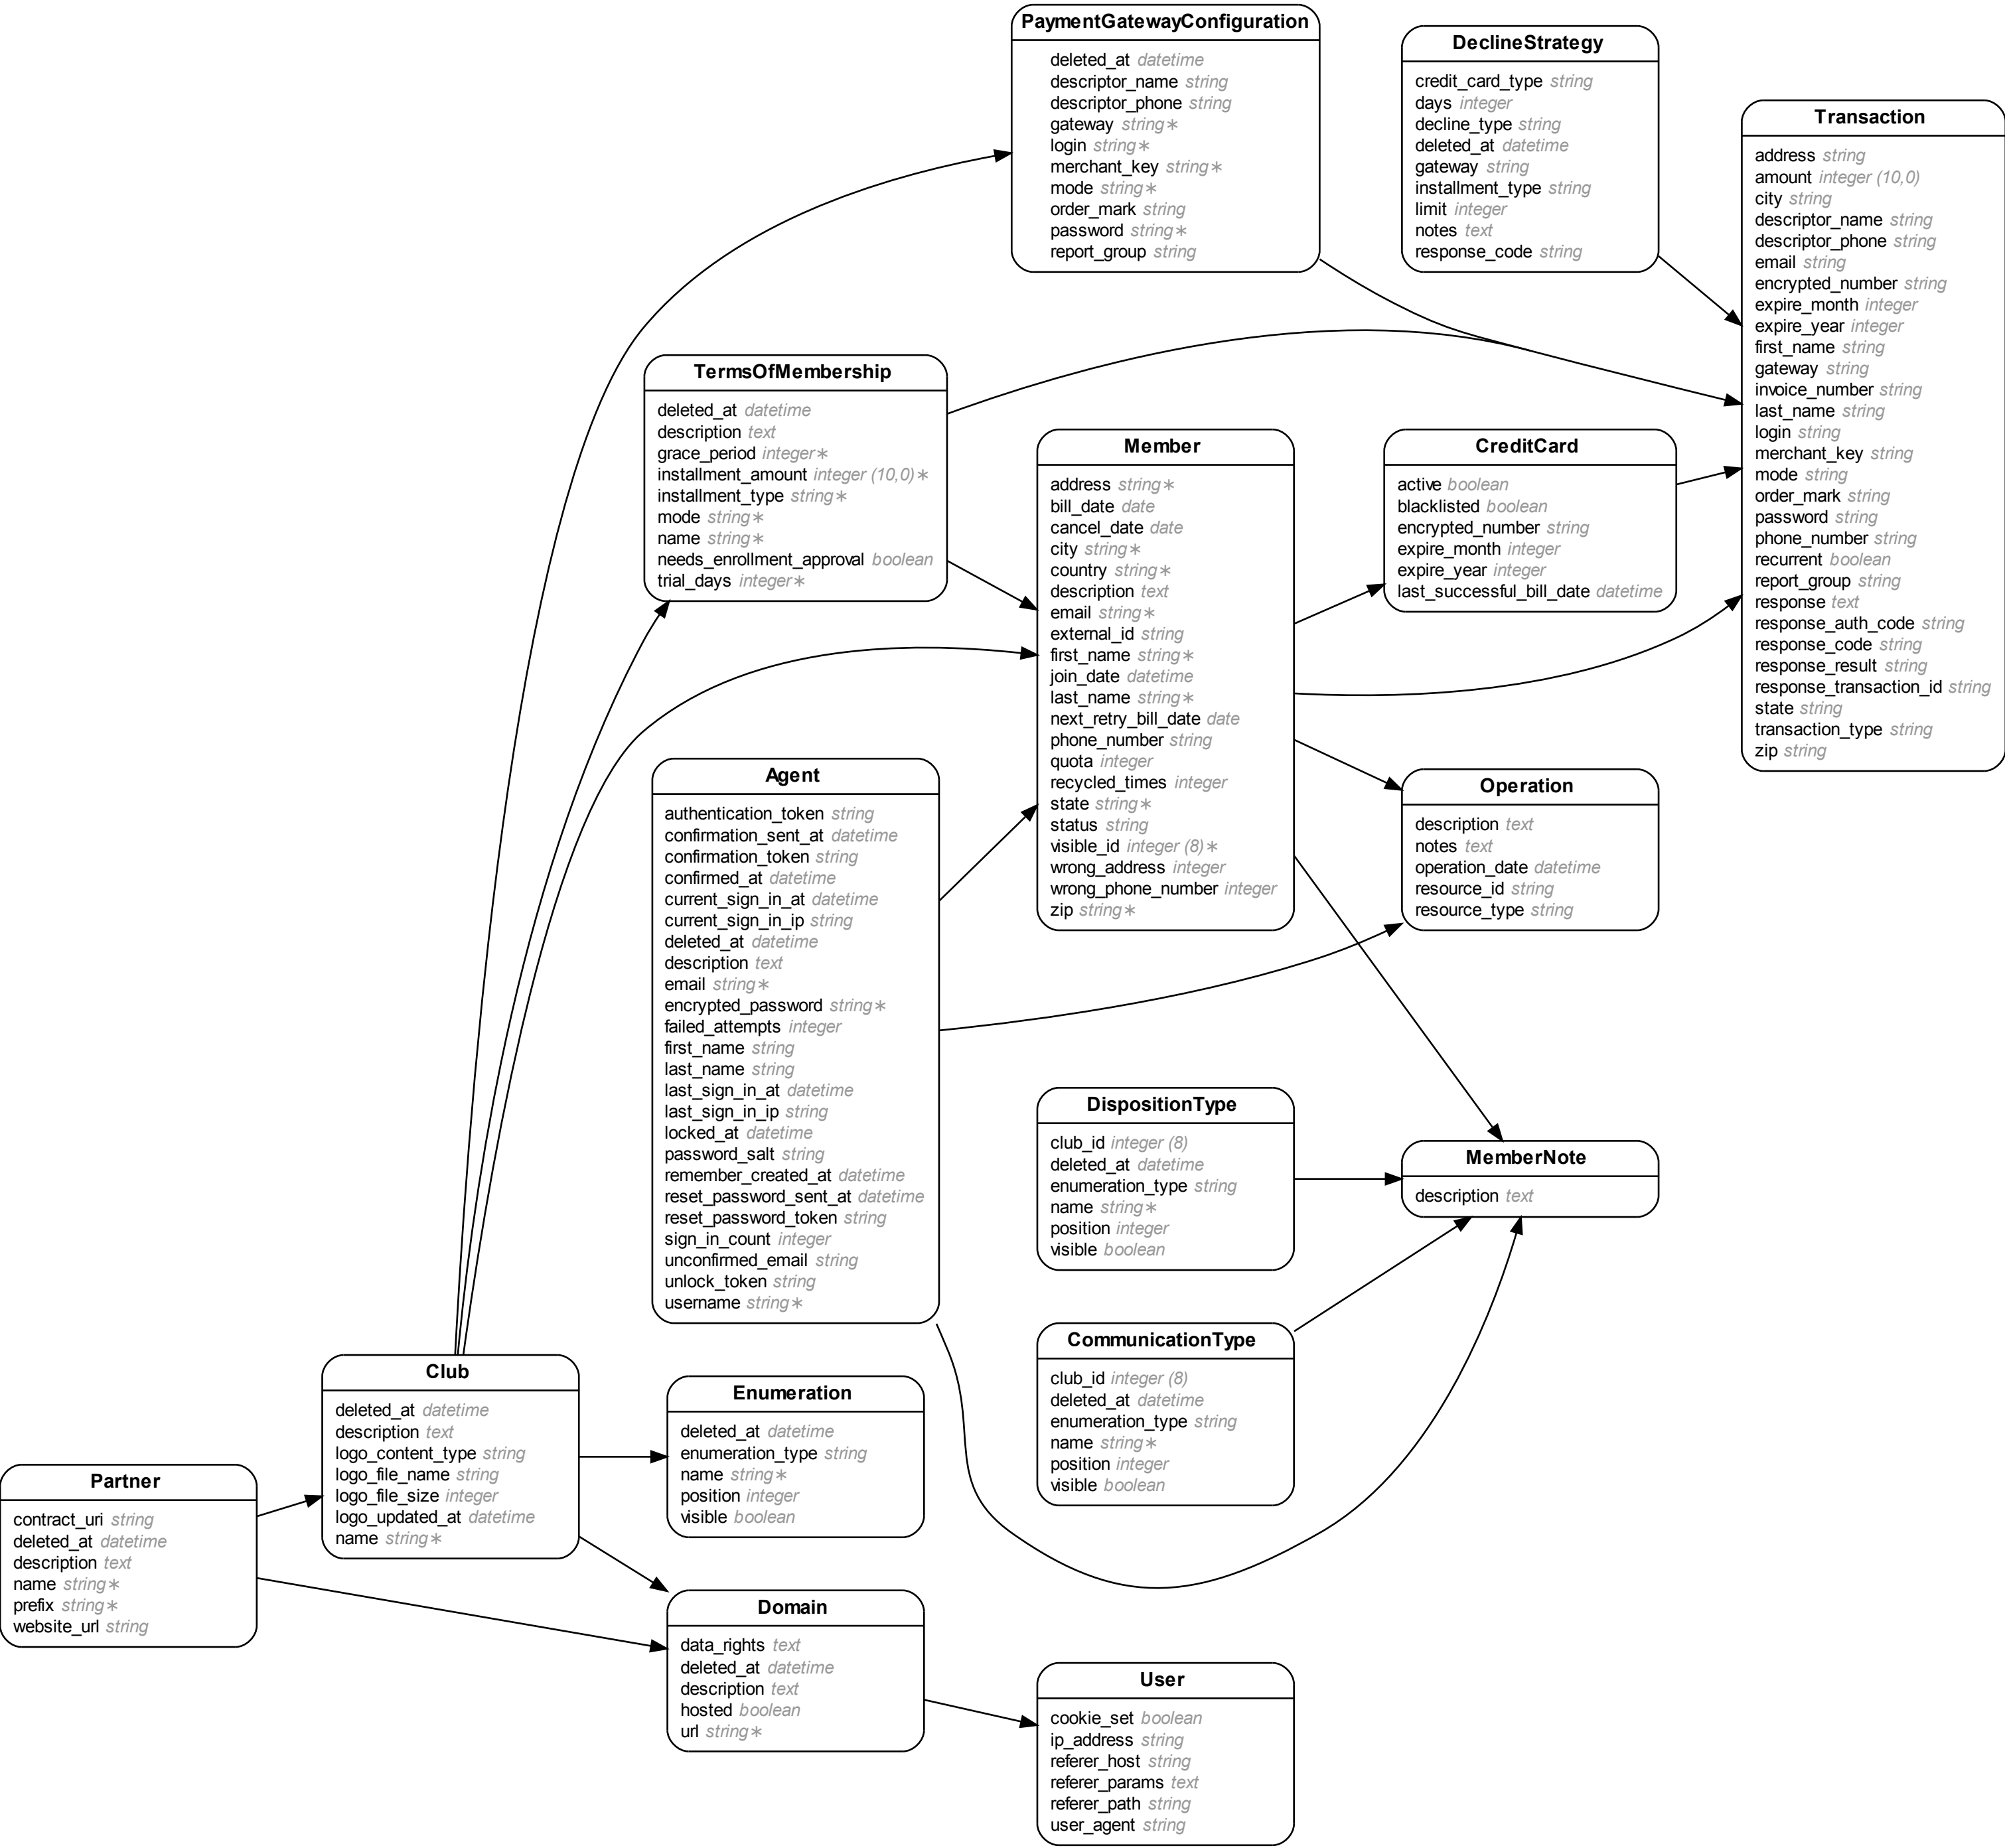 PaymentGatewayConfiguration
deleted_at datetime
descriptor_name string
descriptor_phone string
gateway string∗
login string∗
merchant_key string∗
mode string∗
order_mark string
password string∗
report_group string
DeclineStrategy
credit_card_type string
days integer
decline_type string
deleted_at datetime
gateway string
installment_type string
limit integer
notes text
response_code string
Transaction
address string
amount integer (10,0)
city string
descriptor_name string
descriptor_phone string
email string
encrypted_number string
expire_month integer
expire_year integer
first_name string
gateway string
invoice_number string
last_name string
login string
merchant_key string
mode string
order_mark string
password string
phone_number string
recurrent boolean
report_group string
response text
response_auth_code string
response_code string
response_result string
response_transaction_id string
state string
transaction_type string
zip string
TermsOfMembership
deleted_at datetime
description text
grace_period integer∗
installment_amount integer (10,0)∗
installment_type string∗
mode string∗
name string∗
needs_enrollment_approval boolean
trial_days integer∗
Member
address string∗
bill_date date
cancel_date date
city string∗
country string∗
description text
email string∗
external_id string
first_name string∗
join_date datetime
last_name string∗
next_retry_bill_date date
phone_number string
quota integer
recycled_times integer
state string∗
status string
visible_id integer (8)∗
wrong_address integer
wrong_phone_number integer
zip string∗
CreditCard
active boolean
blacklisted boolean
encrypted_number string
expire_month integer
expire_year integer
last_successful_bill_date datetime
Agent
authentication_token string
confirmation_sent_at datetime
confirmation_token string
confirmed_at datetime
current_sign_in_at datetime
current_sign_in_ip string
deleted_at datetime
description text
email string∗
encrypted_password string∗
failed_attempts integer
first_name string
last_name string
last_sign_in_at datetime
last_sign_in_ip string
locked_at datetime
password_salt string
remember_created_at datetime
reset_password_sent_at datetime
reset_password_token string
sign_in_count integer
unconfirmed_email string
unlock_token string
username string∗
Operation
description text
notes text
operation_date datetime
resource_id string
resource_type string
DispositionType
club_id integer (8)
deleted_at datetime
enumeration_type string
name string∗
position integer
visible boolean
MemberNote
description text
CommunicationType
club_id integer (8)
deleted_at datetime
enumeration_type string
name string∗
position integer
visible boolean
Club
deleted_at datetime
description text
logo_content_type string
logo_file_name string
logo_file_size integer
logo_updated_at datetime
name string∗
Enumeration
deleted_at datetime
enumeration_type string
name string∗
position integer
visible boolean
Partner
contract_uri string
deleted_at datetime
description text
name string∗
prefix string∗
website_url string
Domain
data_rights text
deleted_at datetime
description text
hosted boolean
url string∗
User
cookie_set boolean
ip_address string
referer_host string
referer_params text
referer_path string
user_agent string